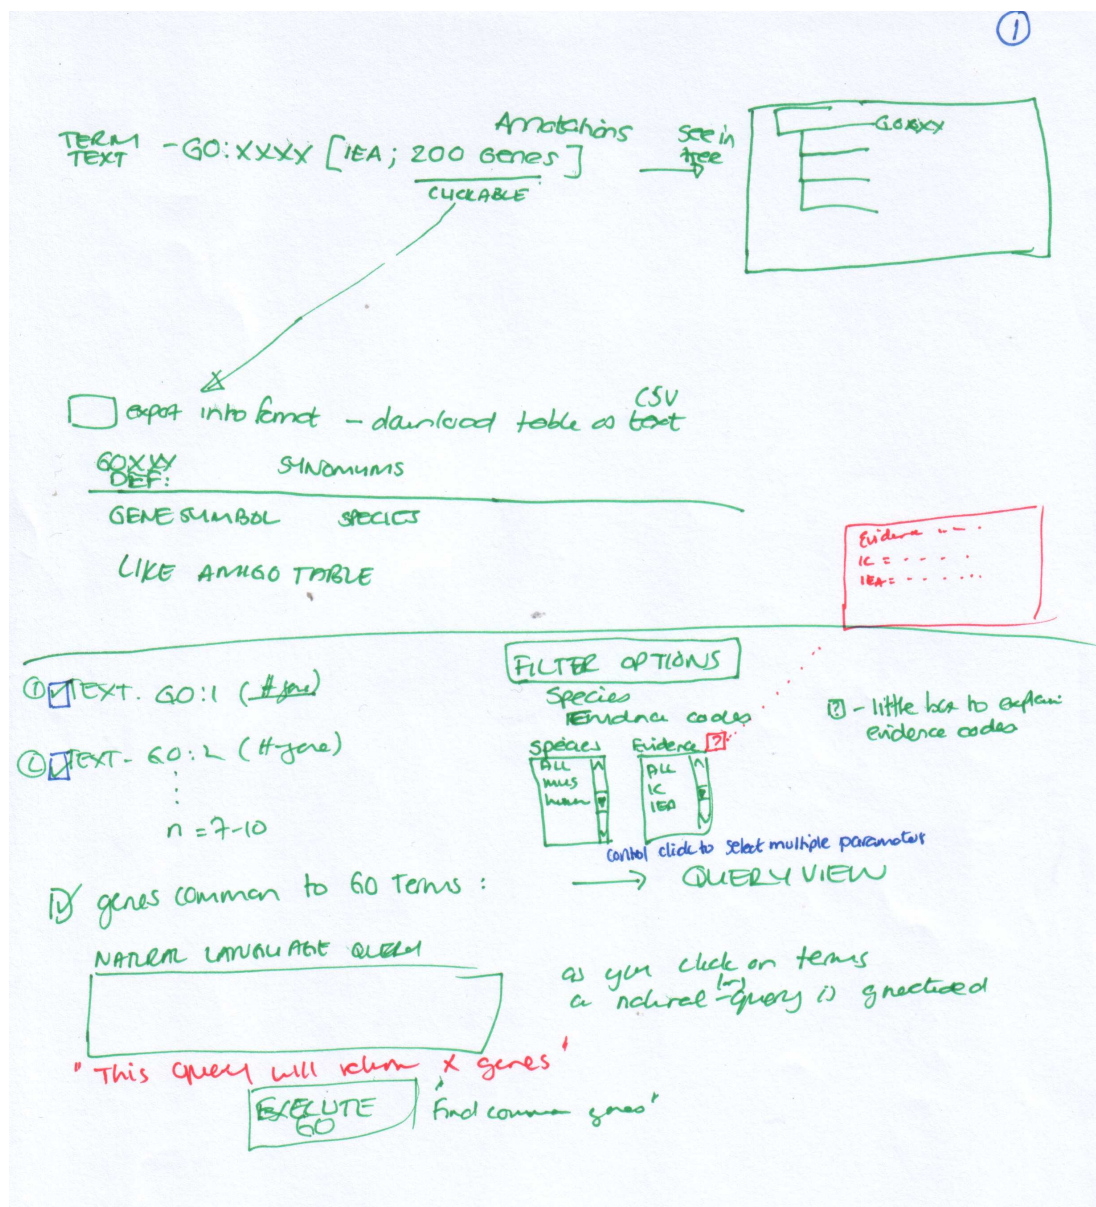 1
Annotations
TERM TEXT - GO:XXXX [IEA; 200 Genes]
CLICKABLE
see in
tree
GOXXXX
export into format - download table as text
CSV
GOXXX SYNOMUMS
DEF:
GENE SYMBOL SPECIES
LIKE AMIGO TABLE
Evidence
IC = - - - -
IEA = - - - - - -
① TEXT. GO:1 (#gene)
② TEXT - GO:2 (#gene)
n = 7-10
FILTER OPTIONS
Species
Evidence codes
Species Evidence ?
ALL
mus
human
ALL
IC
IEA
control click to select multiple parameters
? - little box to explain
evidence codes
genes common to GO Terms :
→ QUERY VIEW
NATURAL LANGUAGE QUERY
as you click on terms
a natural query is
"This query will return X genes"
EXECUTE
GO
"find common genes"